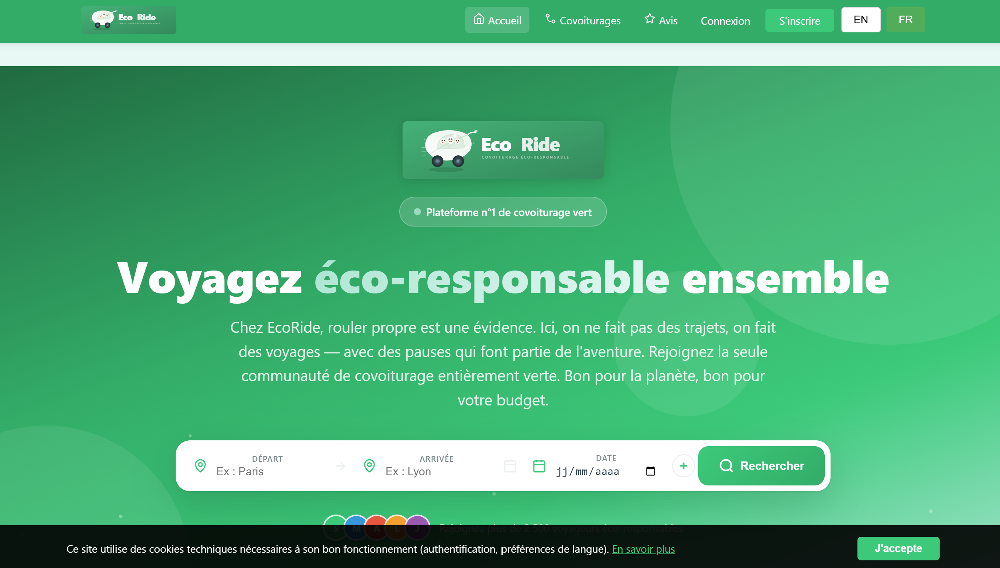 Eco Ride
COVOITURAGE ÉCO-RESPONSABLE
Accueil
Covoiturages
Avis
Connexion
S'inscrire
EN
FR
Eco Ride
COVOITURAGE ÉCO-RESPONSABLE
Plateforme n°1 de covoiturage vert
Voyagez éco-responsable ensemble
Chez EcoRide, rouler propre est une évidence. Ici, on ne fait pas des trajets, on fait
des voyages — avec des pauses qui font partie de l'aventure. Rejoignez la seule
communauté de covoiturage entièrement verte. Bon pour la planète, bon pour
votre budget.
DÉPART
Ex : Paris
ARRIVÉE
Ex : Lyon
DATE
jj/mm/aaaa
+
Rechercher
S M A L J
Rejoignez plus de 2 500 voyageurs éco-responsables
Ce site utilise des cookies techniques nécessaires à son bon fonctionnement (authentification, préférences de langue). En savoir plus
J'accepte